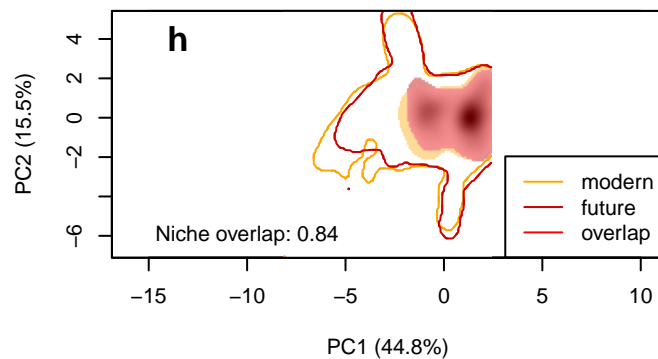 h
4
2
0
−2
−6
PC2 (15.5%)
Niche overlap: 0.84
modern
future
overlap
−15
−10
−5
0
5
10
PC1 (44.8%)